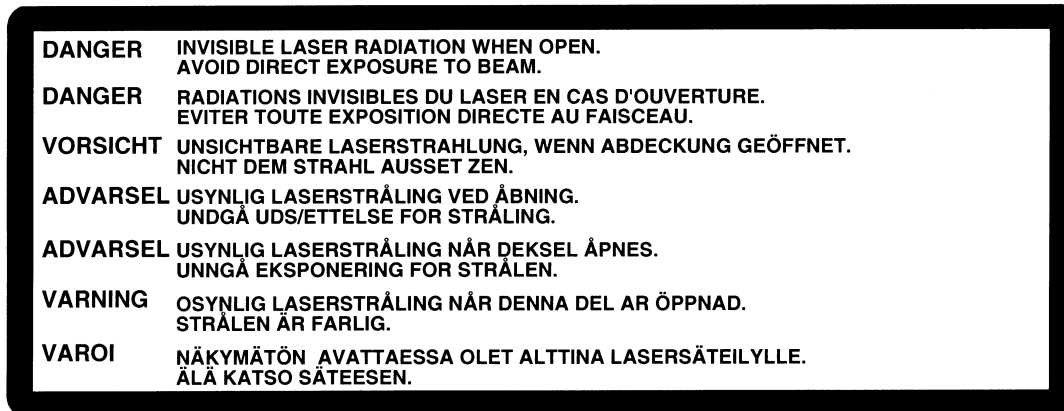 DANGER INVISIBLE LASER RADIATION WHEN OPEN.
AVOID DIRECT EXPOSURE TO BEAM.
DANGER RADIATIONS INVISIBLES DU LASER EN CAS D'OUVERTURE.
EVITER TOUTE EXPOSITION DIRECTE AU FAISCEAU.
VORSICHT UNSICHTBARE LASERSTRAHLUNG, WENN ABDECKUNG GEÖFFNET.
NICHT DEM STRAHL AUSSET ZEN.
ADVARSEL USYNLIG LASERSTRÅLING VED ÅBNING.
UNDGÅ UDS/ETTELSE FOR STRÅLING.
ADVARSEL USYNLIG LASERSTRÅLING NÅR DEKSEL ÅPNES.
UNNGÅ EKSPONERING FOR STRÅLEN.
VARNING OSYNLIG LASERSTRÅLING NÅR DENNA DEL AR ÖPPNAD.
STRÅLEN ÄR FARLIG.
VAROI NÄKYMÄTÖN AVATTAESSA OLET ALTTINA LASERSÄTEILYLLE.
ÄLÄ KATSO SÄTEESEN.